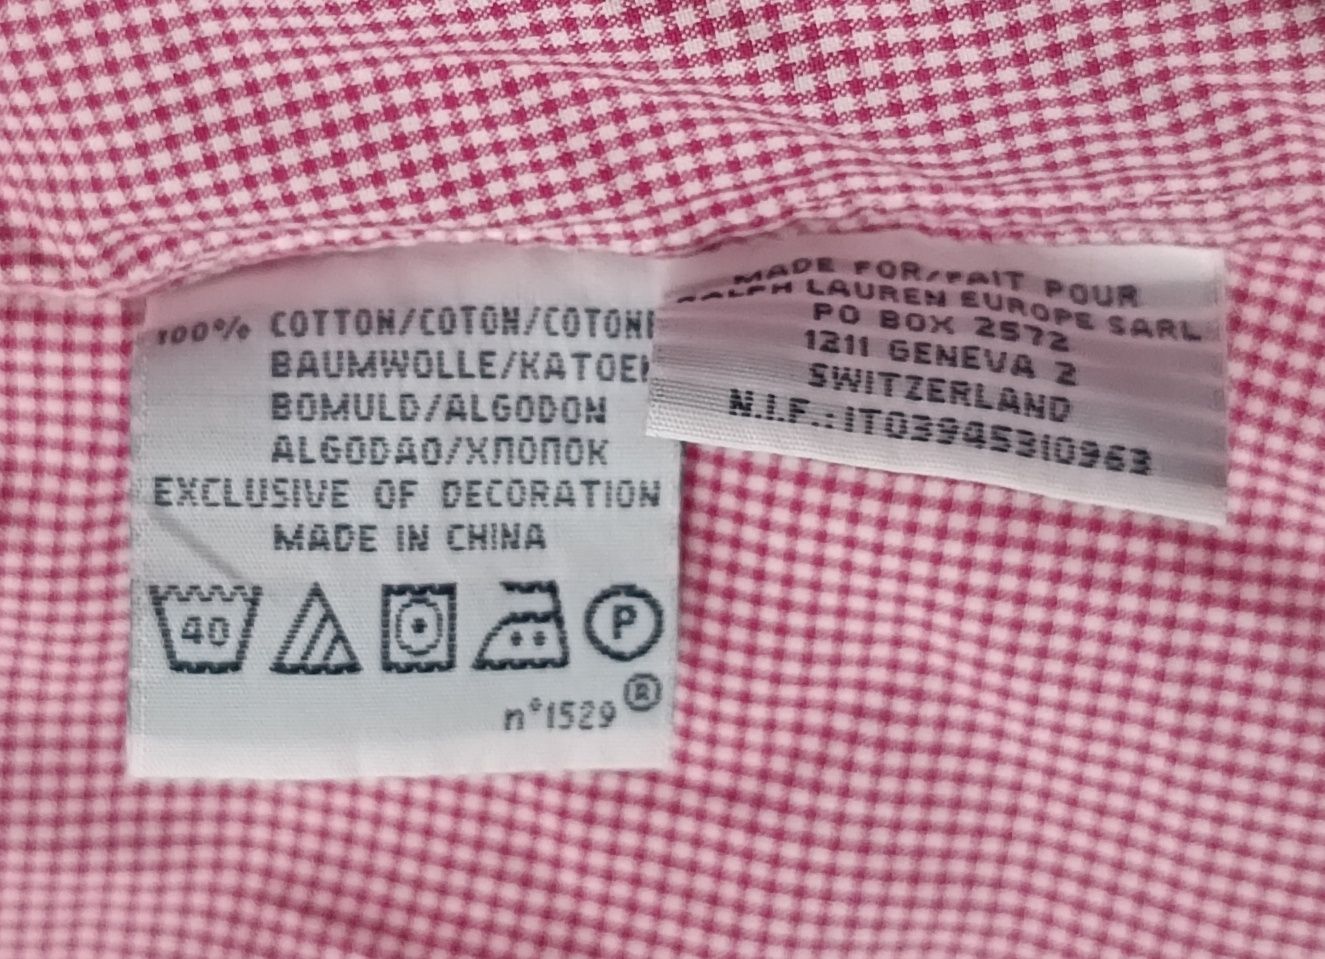 100% COTTON/COTON/COTONE
BAUMWOLLE/KATOEN
BOMULD/ALGODON
ALGODAO/ХЛОПОК
EXCLUSIVE OF DECORATION
MADE IN CHINA
40
P
n°1529 ®
MADE FOR/FAIT POUR
RALPH LAUREN EUROPE SARL
PO BOX 2572
1211 GENEVA 2
SWITZERLAND
N.I.F.:IT03945310963